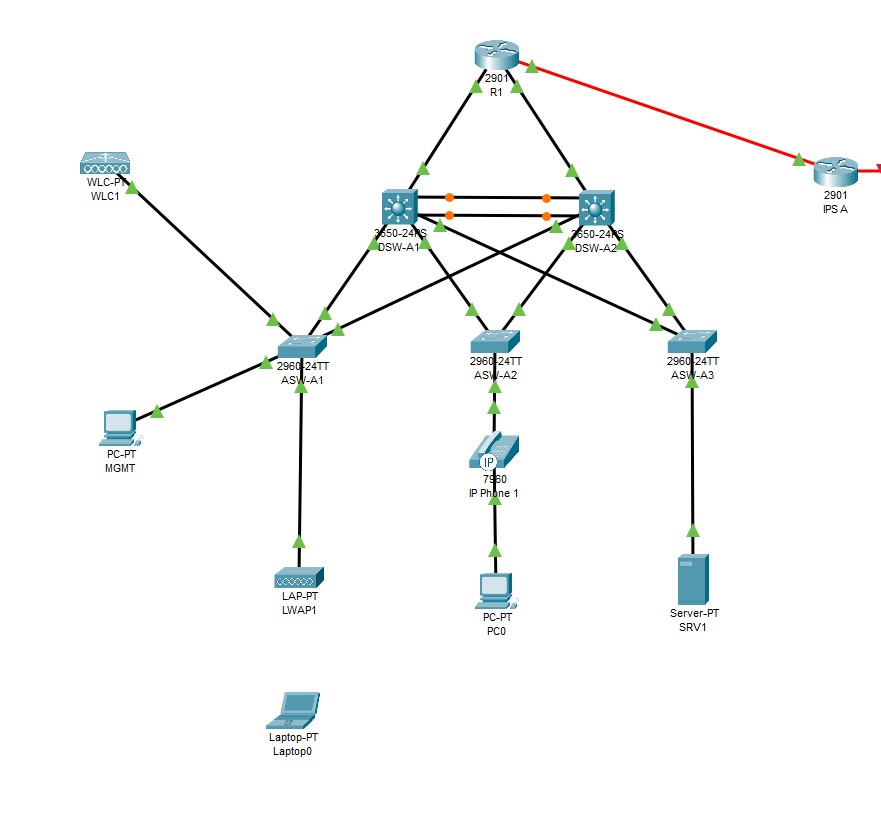 2901
R1
2901
IPS A
WLC-PT
WLC1
3650-24PS
DSW-A1
3650-24PS
DSW-A2
2960-24TT
ASW-A1
2960-24TT
ASW-A2
2960-24TT
ASW-A3
PC-PT
MGMT
IP
7960
IP Phone 1
LAP-PT
LWAP1
PC-PT
PC0
Server-PT
SRV1
Laptop-PT
Laptop0